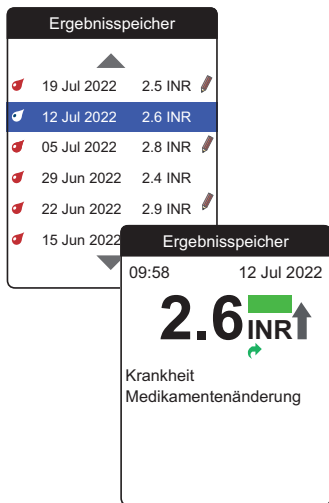 Ergebnisspeicher
19 Jul 2022 2.5 INR
12 Jul 2022 2.6 INR
05 Jul 2022 2.8 INR
29 Jun 2022 2.4 INR
22 Jun 2022 2.9 INR
15 Jun 2022
Ergebnisspeicher
09:58 12 Jul 2022
2.6 INR
Krankheit
Medikamentenänderung